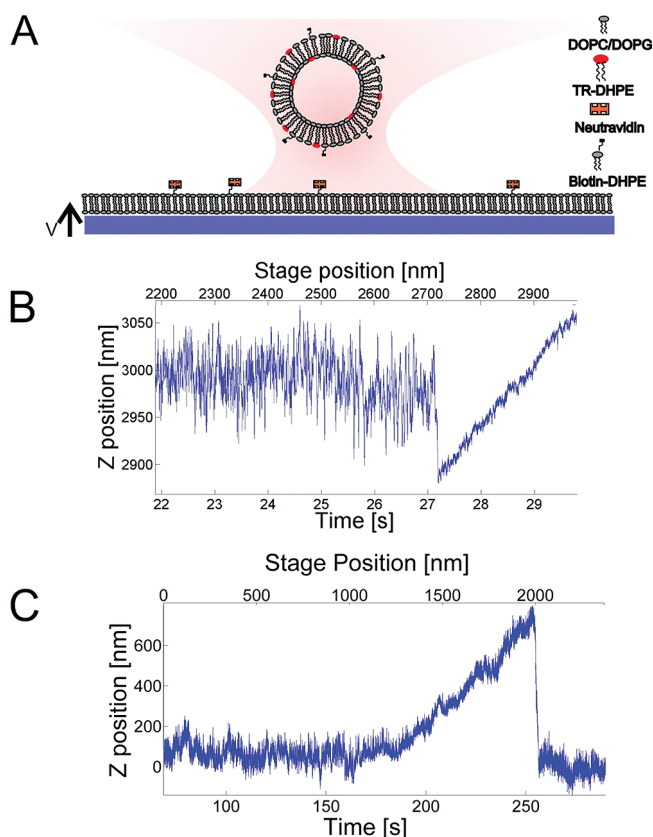 A
DOPC/DOPG
TR-DHPE
Neutravidin
Biotin-DHPE
V
B
Stage position [nm]
2200 2300 2400 2500 2600 2700 2800 2900
Z position [nm]
3050
3000
2950
2900
22 23 24 25 26 27 28 29
Time [s]
C
Stage Position [nm]
0 500 1000 1500 2000
Z position [nm]
600
400
200
0
100 150 200 250
Time [s]